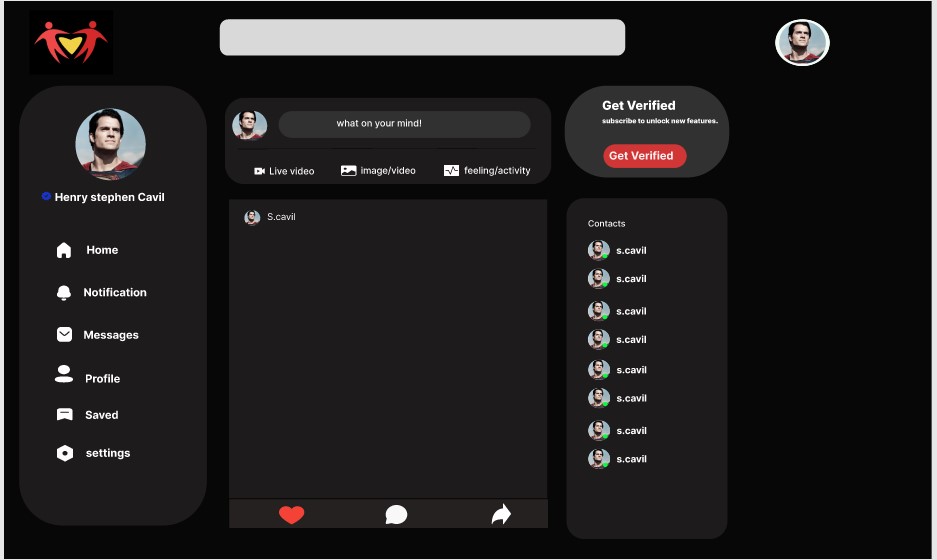 Henry stephen Cavil
Home
Notification
Messages
Profile
Saved
settings
what on your mind!
Live video
image/video
feeling/activity
S.cavil
Get Verified
subscribe to unlock new features.
Get Verified
Contacts
s.cavil
s.cavil
s.cavil
s.cavil
s.cavil
s.cavil
s.cavil
s.cavil